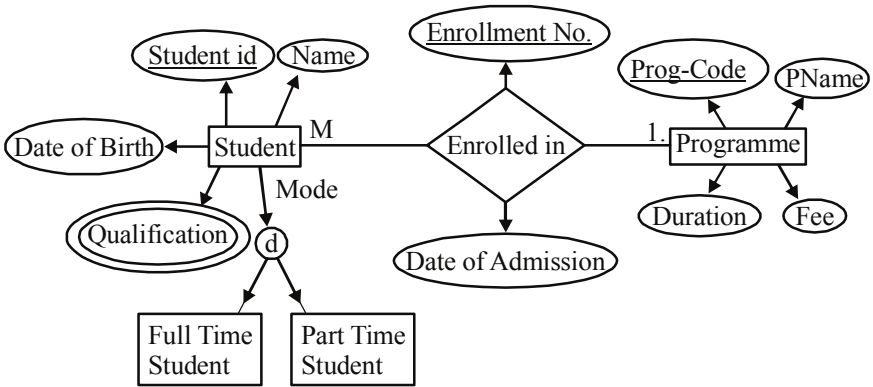 Enrollment No.
Student id
Name
Prog-Code
PName
M
1.
Date of Birth
Student
Enrolled in
Programme
Mode
Qualification
Duration
Fee
d
Date of Admission
Full Time
Student
Part Time
Student